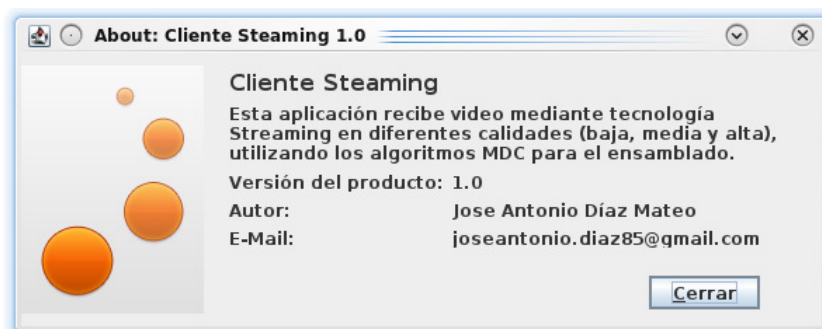 About: Cliente Steaming 1.0
Cliente Steaming
Esta aplicación recibe video mediante tecnología
Streaming en diferentes calidades (baja, media y alta),
utilizando los algoritmos MDC para el ensamblado.
Versión del producto: 1.0
Autor: Jose Antonio Díaz Mateo
E-Mail: joseantonio.diaz85@gmail.com
Cerrar